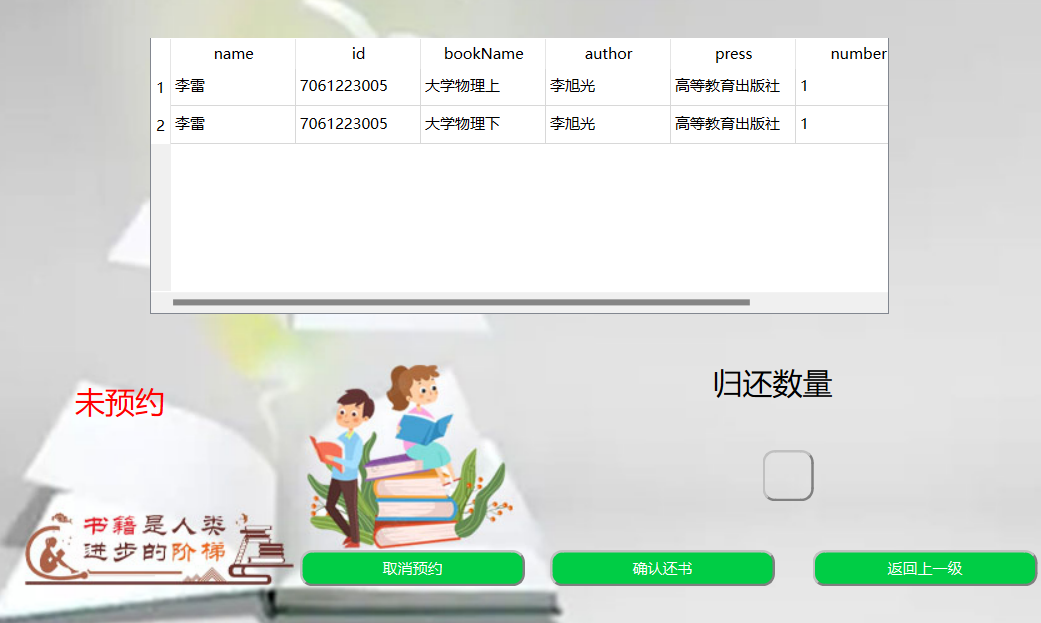 name id bookName author press number
1 李雷 7061223005 大学物理上 李旭光 高等教育出版社 1
2 李雷 7061223005 大学物理下 李旭光 高等教育出版社 1
未预约
归还数量
书籍是人类
进步的阶梯
取消预约 确认还书 返回上一级